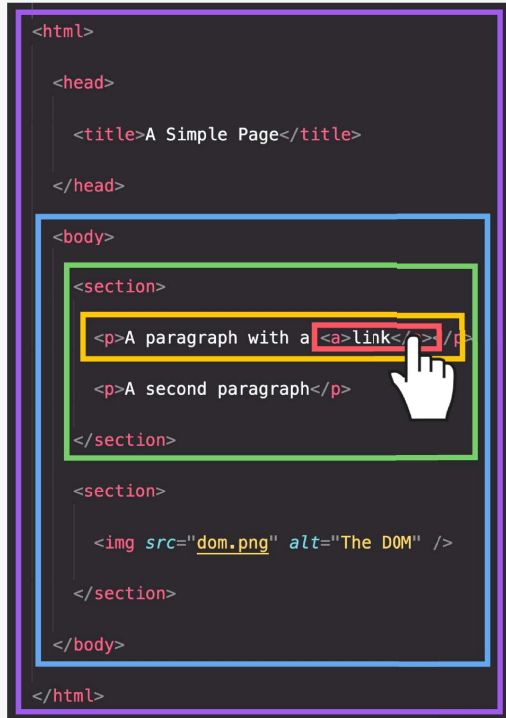 <html>
<head>
<title>A Simple Page</title>
</head>
<body>
<section>
<p>A paragraph with a <a>link</a></p>
<p>A second paragraph</p>
</section>
<section>
<img src="dom.png" alt="The DOM" />
</section>
</body>
</html>